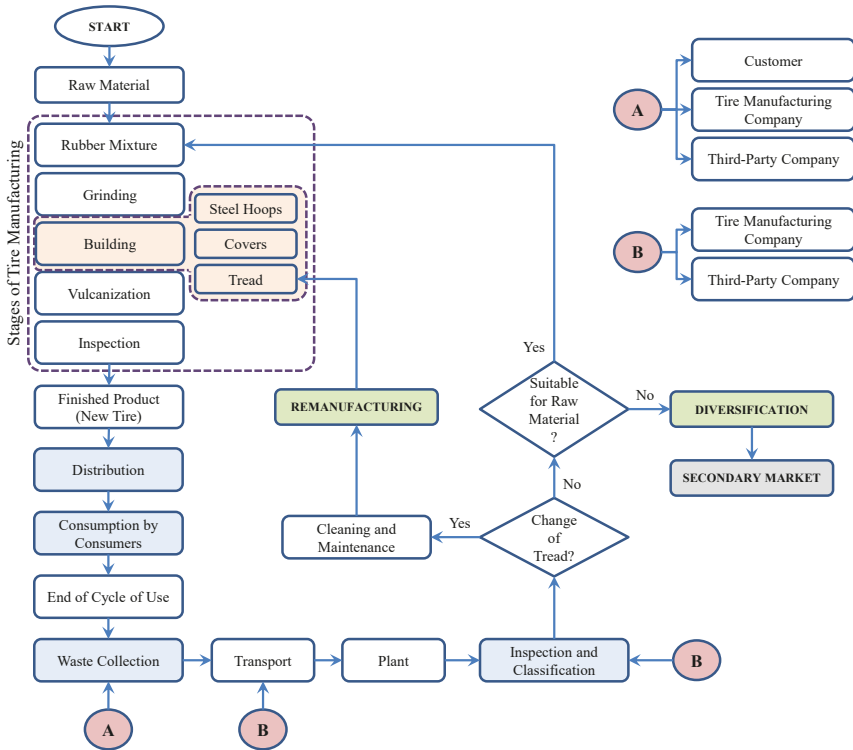 START
Raw Material
Stages of Tire Manufacturing
Rubber Mixture
Grinding
Building
Vulcanization
Inspection
Steel Hoops
Covers
Tread
Finished Product
(New Tire)
Distribution
Consumption by
Consumers
End of Cycle of Use
Waste Collection
A
Transport
B
Plant
Inspection and
Classification
B
Change
of
Tread?
Yes
No
Cleaning and
Maintenance
REMANUFACTURING
Suitable
for Raw
Material
?
Yes
No
DIVERSIFICATION
SECONDARY MARKET
A
Customer
Tire Manufacturing
Company
Third-Party Company
B
Tire Manufacturing
Company
Third-Party Company